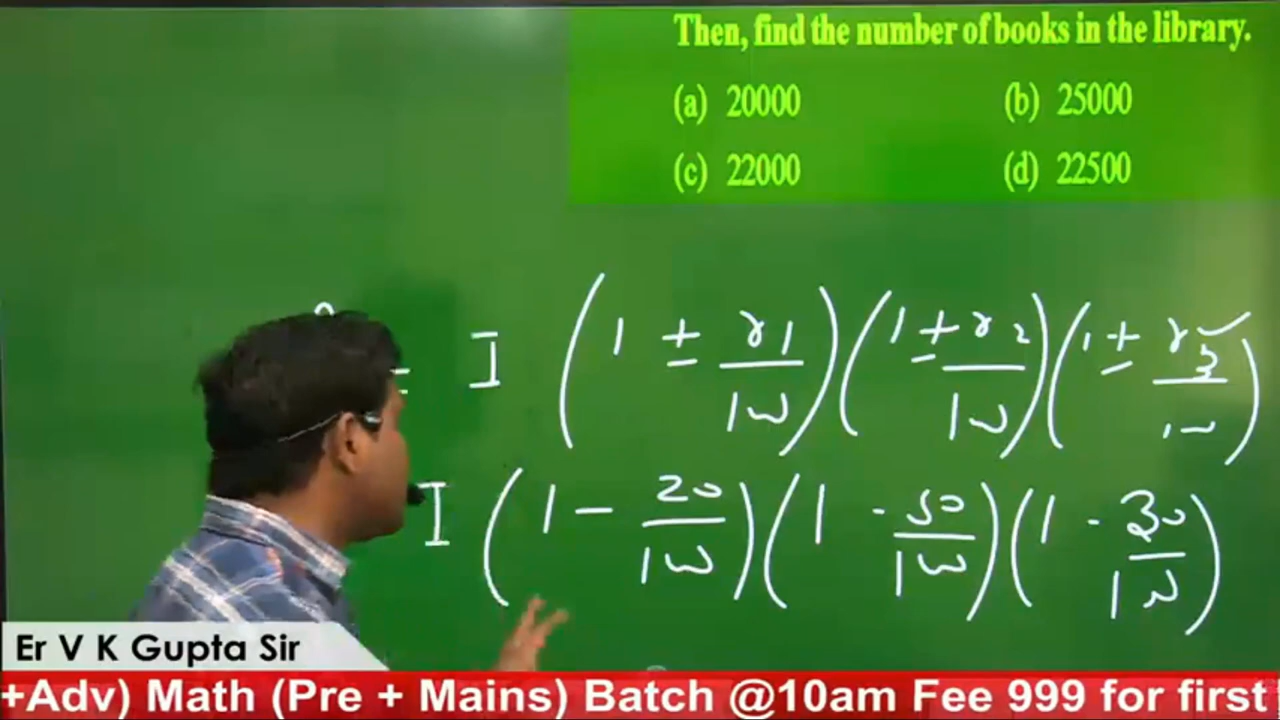 Then, find the number of books in the library.
(a) 20000 (b) 25000
(c) 22000 (d) 22500
= I (1 ± r1/100)(1 ± r2/100)(1 ± r3/100)
I (1 - 20/100)(1 - 50/100)(1 - 30/100)
Er V K Gupta Sir
+Adv) Math (Pre + Mains) Batch @10am Fee 999 for first